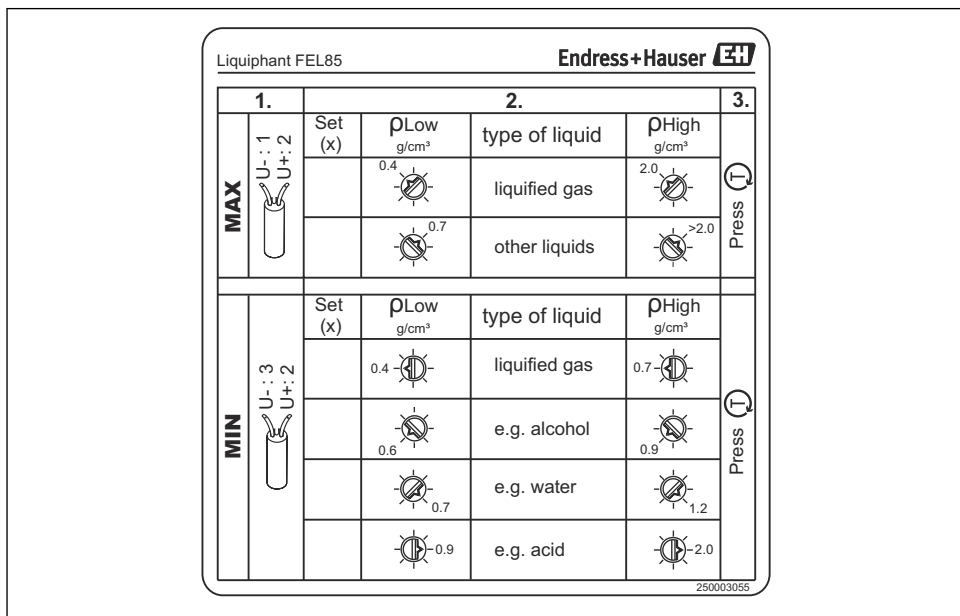 Liquiphant FEL85
Endress+Hauser EH
1. 2. 3.
MAX
U-: 1
U+: 2
Set (x) ρLow g/cm³ type of liquid ρHigh g/cm³
0.4 liquified gas 2.0
0.7 other liquids >2.0
Press T
MIN
U-: 3
U+: 2
Set (x) ρLow g/cm³ type of liquid ρHigh g/cm³
0.4 liquified gas 0.7
0.6 e.g. alcohol 0.9
0.7 e.g. water 1.2
0.9 e.g. acid 2.0
Press T
250003055